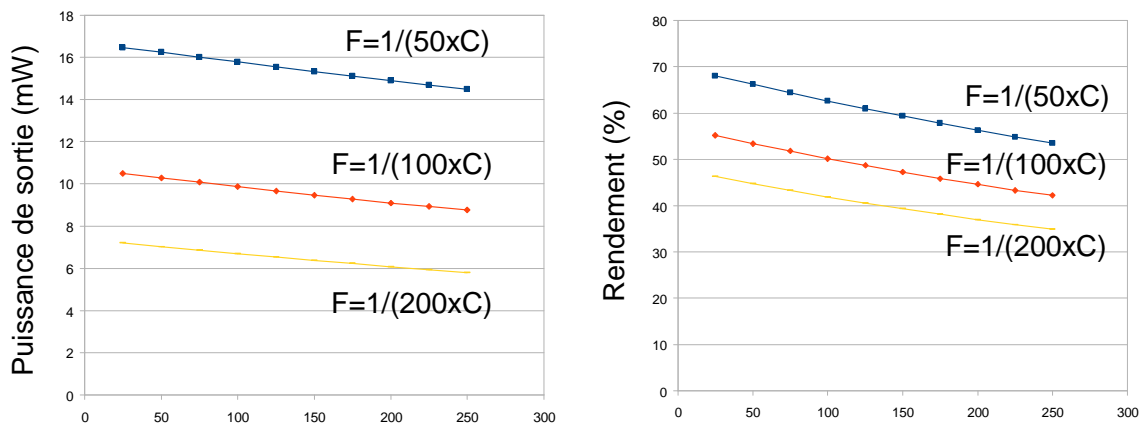 Puissance de sortie (mW)
18
16
14
12
10
8
6
4
2
0
0 50 100 150 200 250 300
F=1/(50xC)
F=1/(100xC)
F=1/(200xC)
Rendement (%)
80
70
60
50
40
30
20
10
0
0 50 100 150 200 250 300
F=1/(50xC)
F=1/(100xC)
F=1/(200xC)